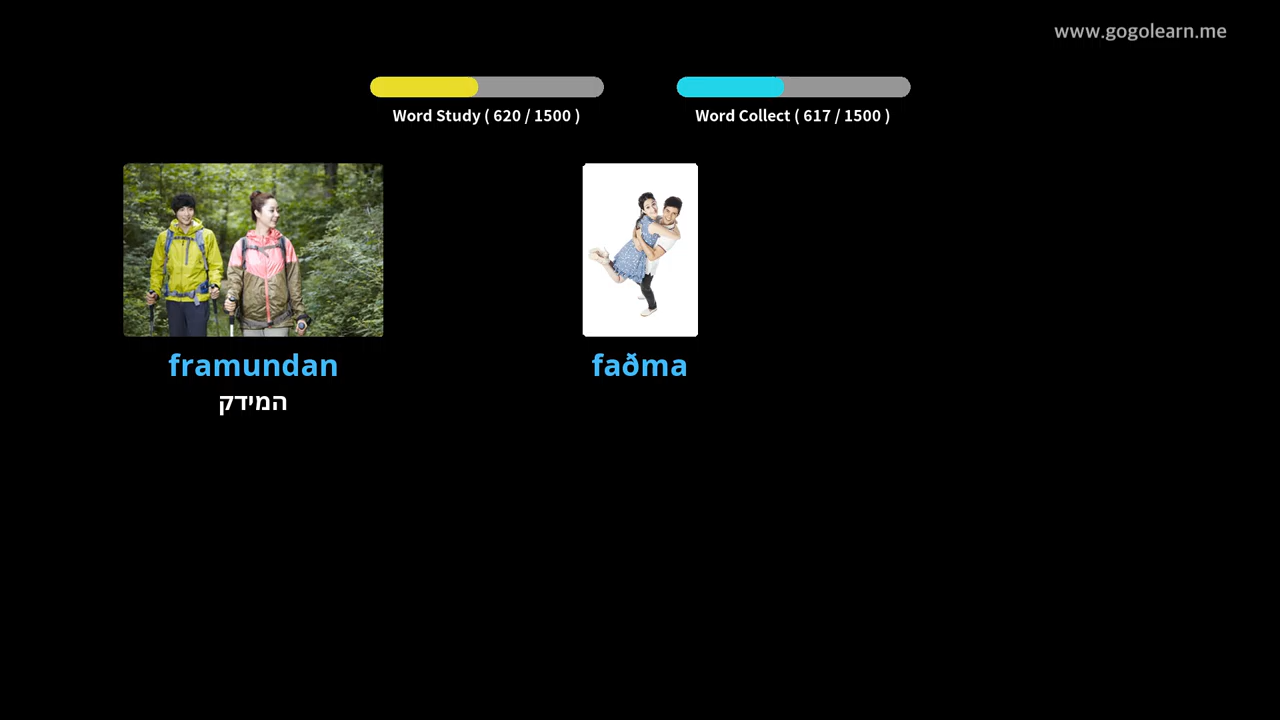 www.gogolearn.me
Word Study ( 620 / 1500 )
Word Collect ( 617 / 1500 )
framundan
faðma
המידק